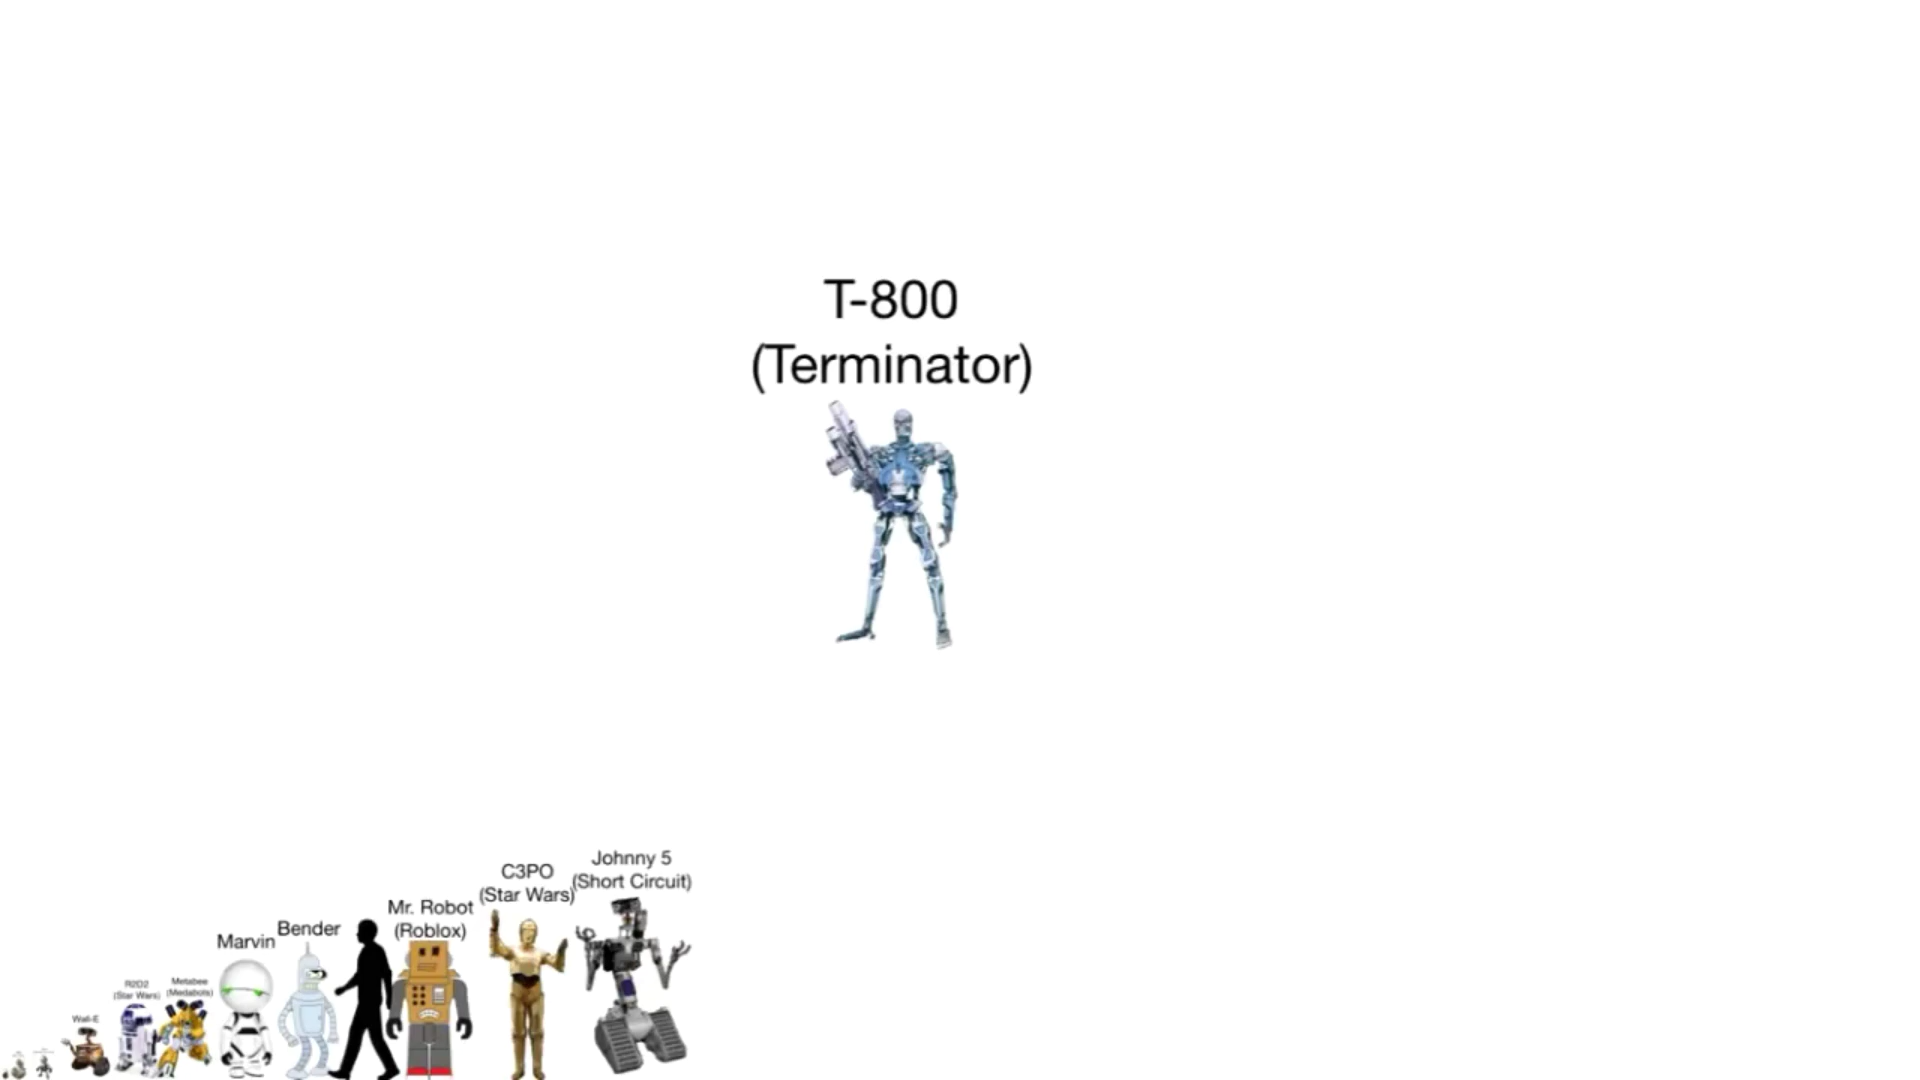 T-800
(Terminator)
Johnny 5
(Short Circuit)
C3PO
(Star Wars)
Mr. Robot
(Roblox)
Bender
Marvin
Metabee
(Medabots)
R2D2
(Star Wars)
Wall-E